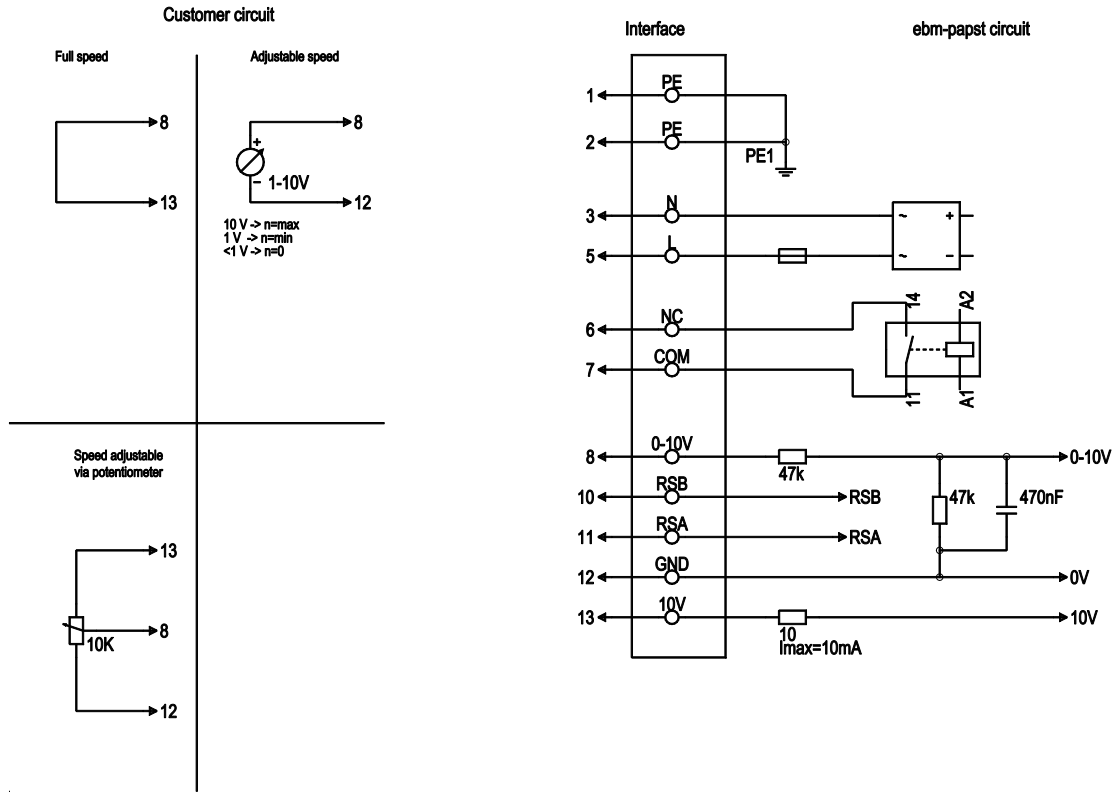 Customer circuit
Full speed
Adjustable speed
8
13
8
+
−
1-10V
12
10 V -> n=max
1 V -> n=min
<1 V -> n=0
Speed adjustable
via potentiometer
13
8
10K
12
Interface
ebm-papst circuit
1
PE
2
PE
PE1
3
N
~
+
5
L
~
−
14
A2
6
NC
7
COM
11
A1
8
0-10V
47k
0-10V
10
RSB
RSB
47k
470nF
11
RSA
RSA
12
GND
0V
13
10V
10
Imax=10mA
10V